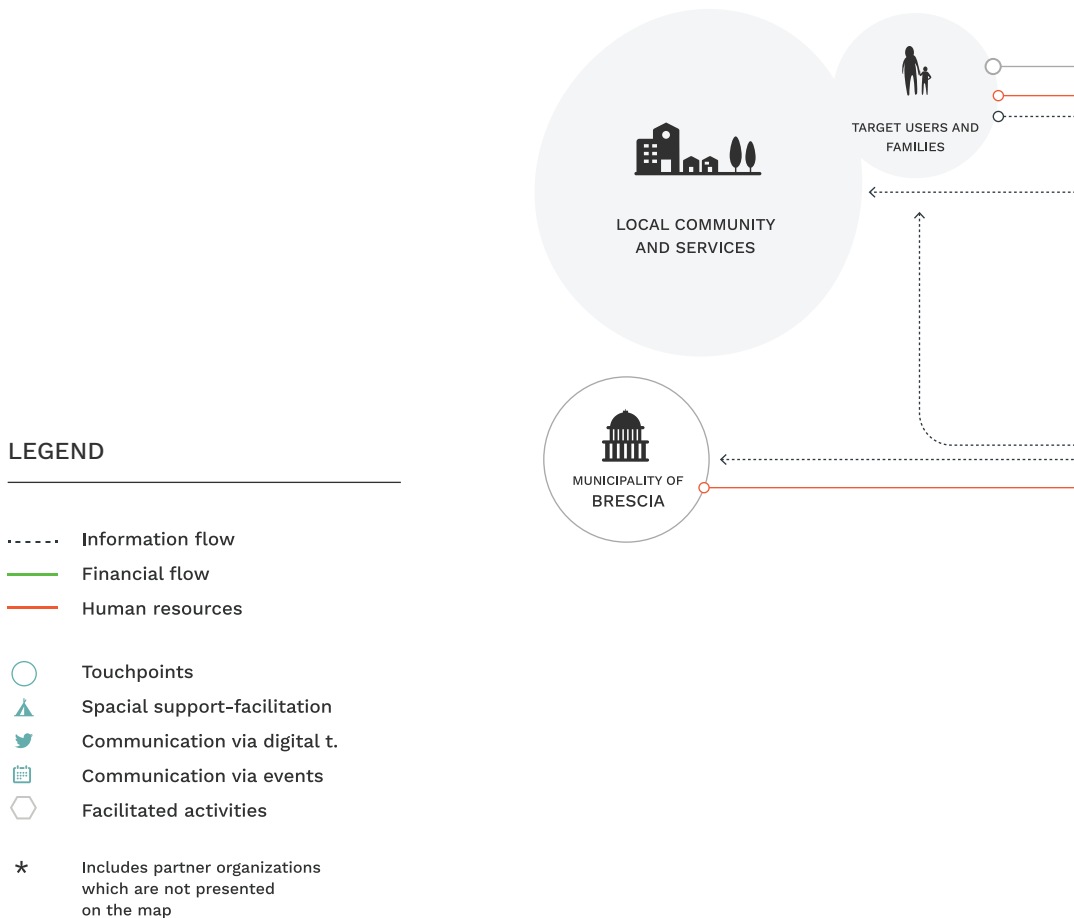 TARGET USERS AND
FAMILIES
LOCAL COMMUNITY
AND SERVICES
MUNICIPALITY OF
BRESCIA
LEGEND
Information flow
Financial flow
Human resources
Touchpoints
Spacial support-facilitation
Communication via digital t.
Communication via events
Facilitated activities
* Includes partner organizations
which are not presented
on the map